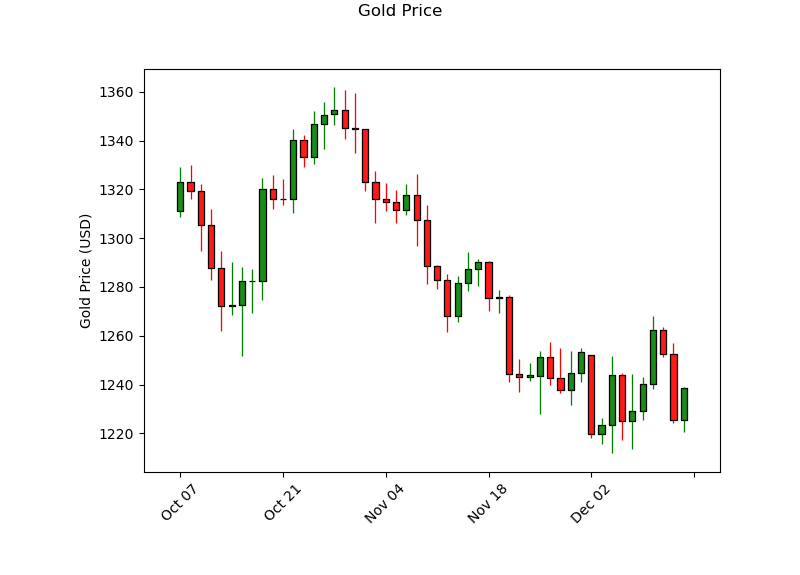 Gold Price
Gold Price (USD)
1360
1340
1320
1300
1280
1260
1240
1220
Oct 07
Oct 21
Nov 04
Nov 18
Dec 02